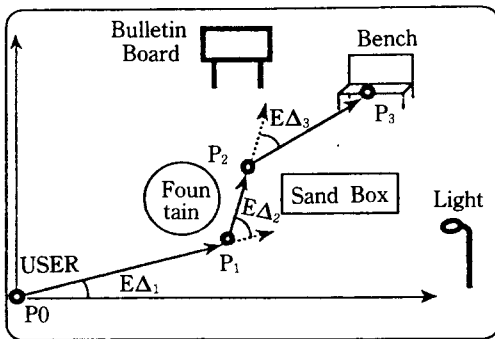 Bulletin
Board
Bench
P₃
EΔ₃
P₂
Foun
tain
Sand Box
EΔ₂
Light
P₁
USER
EΔ₁
P0